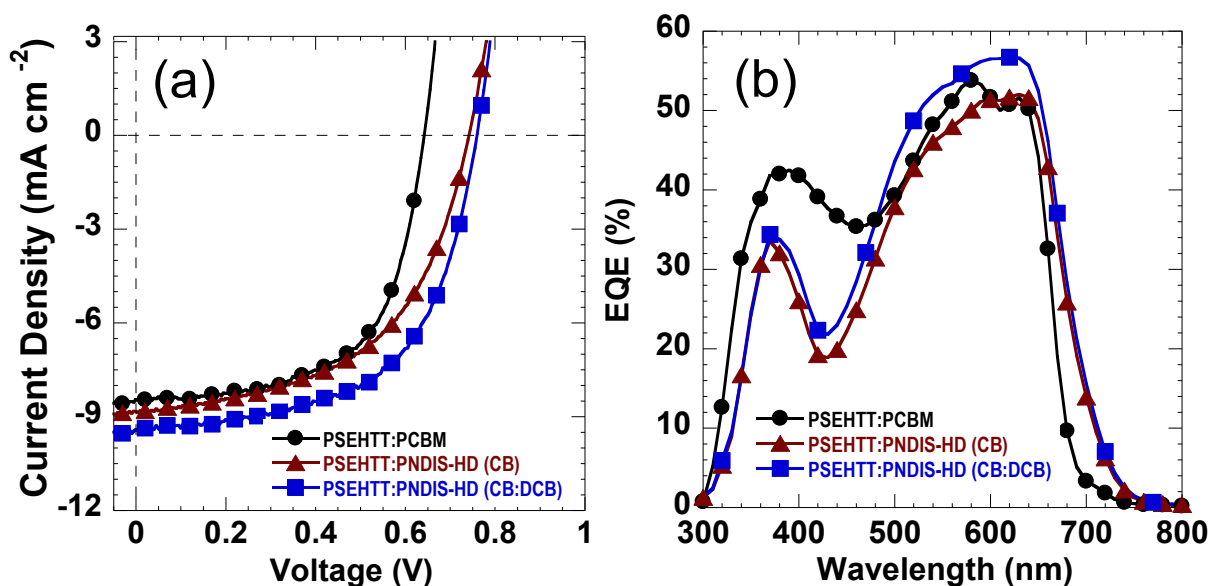 (a)
3
0
-3
-6
-9
-12
Current Density (mA cm -2)
PSEHTT:PCBM
PSEHTT:PNDIS-HD (CB)
PSEHTT:PNDIS-HD (CB:DCB)
0 0.2 0.4 0.6 0.8 1
Voltage (V)
(b)
60
50
40
30
20
10
0
EQE (%)
PSEHTT:PCBM
PSEHTT:PNDIS-HD (CB)
PSEHTT:PNDIS-HD (CB:DCB)
300 400 500 600 700 800
Wavelength (nm)